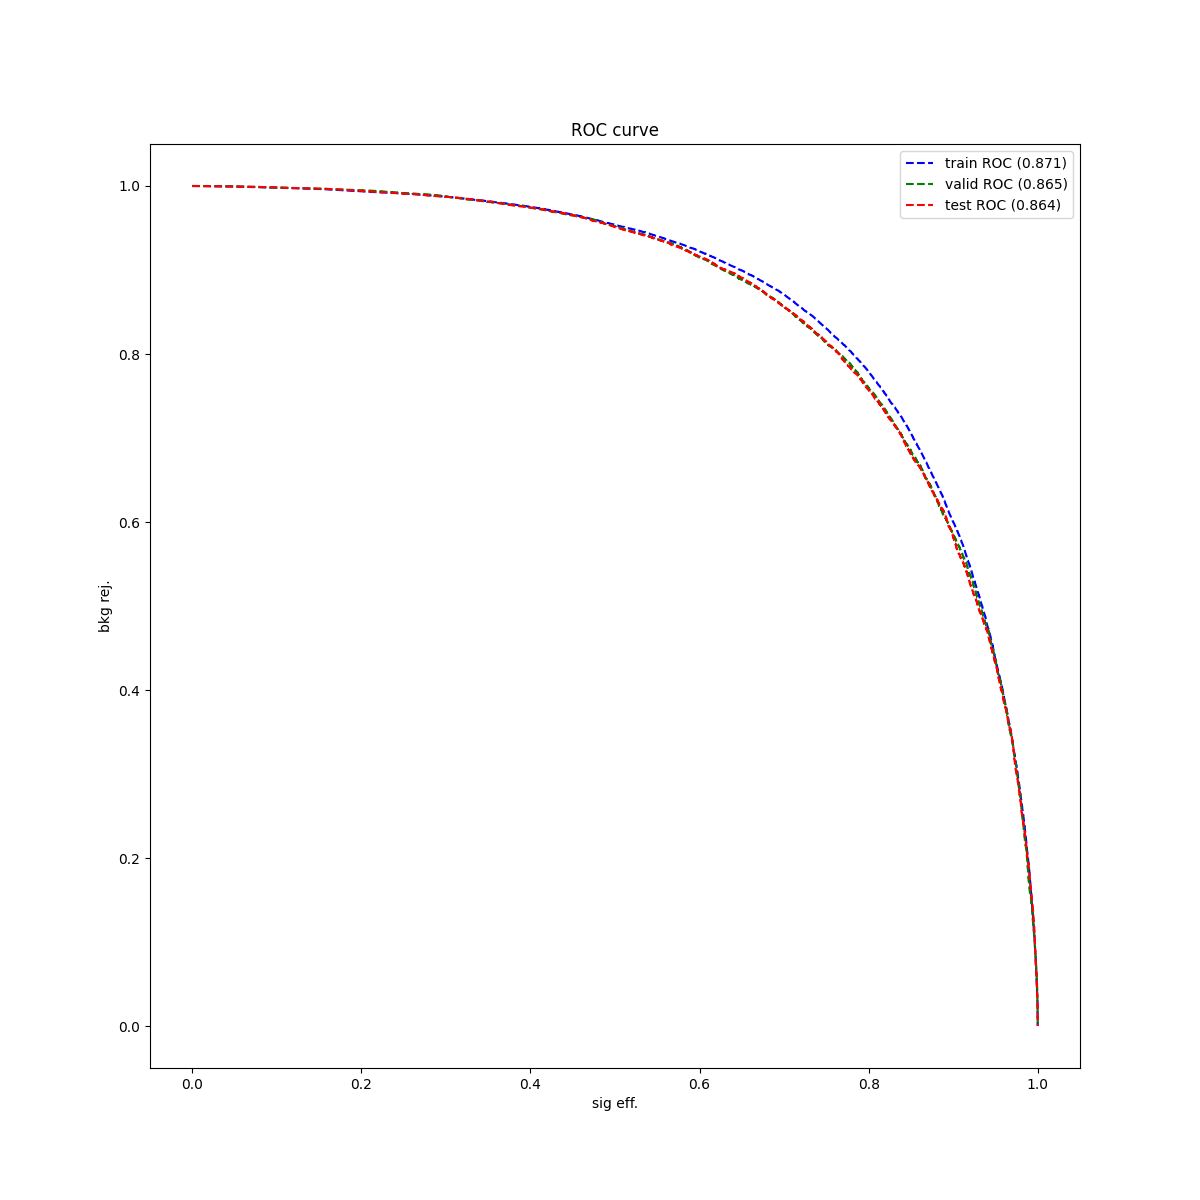 ROC curve
train ROC (0.871)
valid ROC (0.865)
test ROC (0.864)
1.0
0.8
0.6
0.4
0.2
0.0
bkg rej.
0.0 0.2 0.4 0.6 0.8 1.0
sig eff.